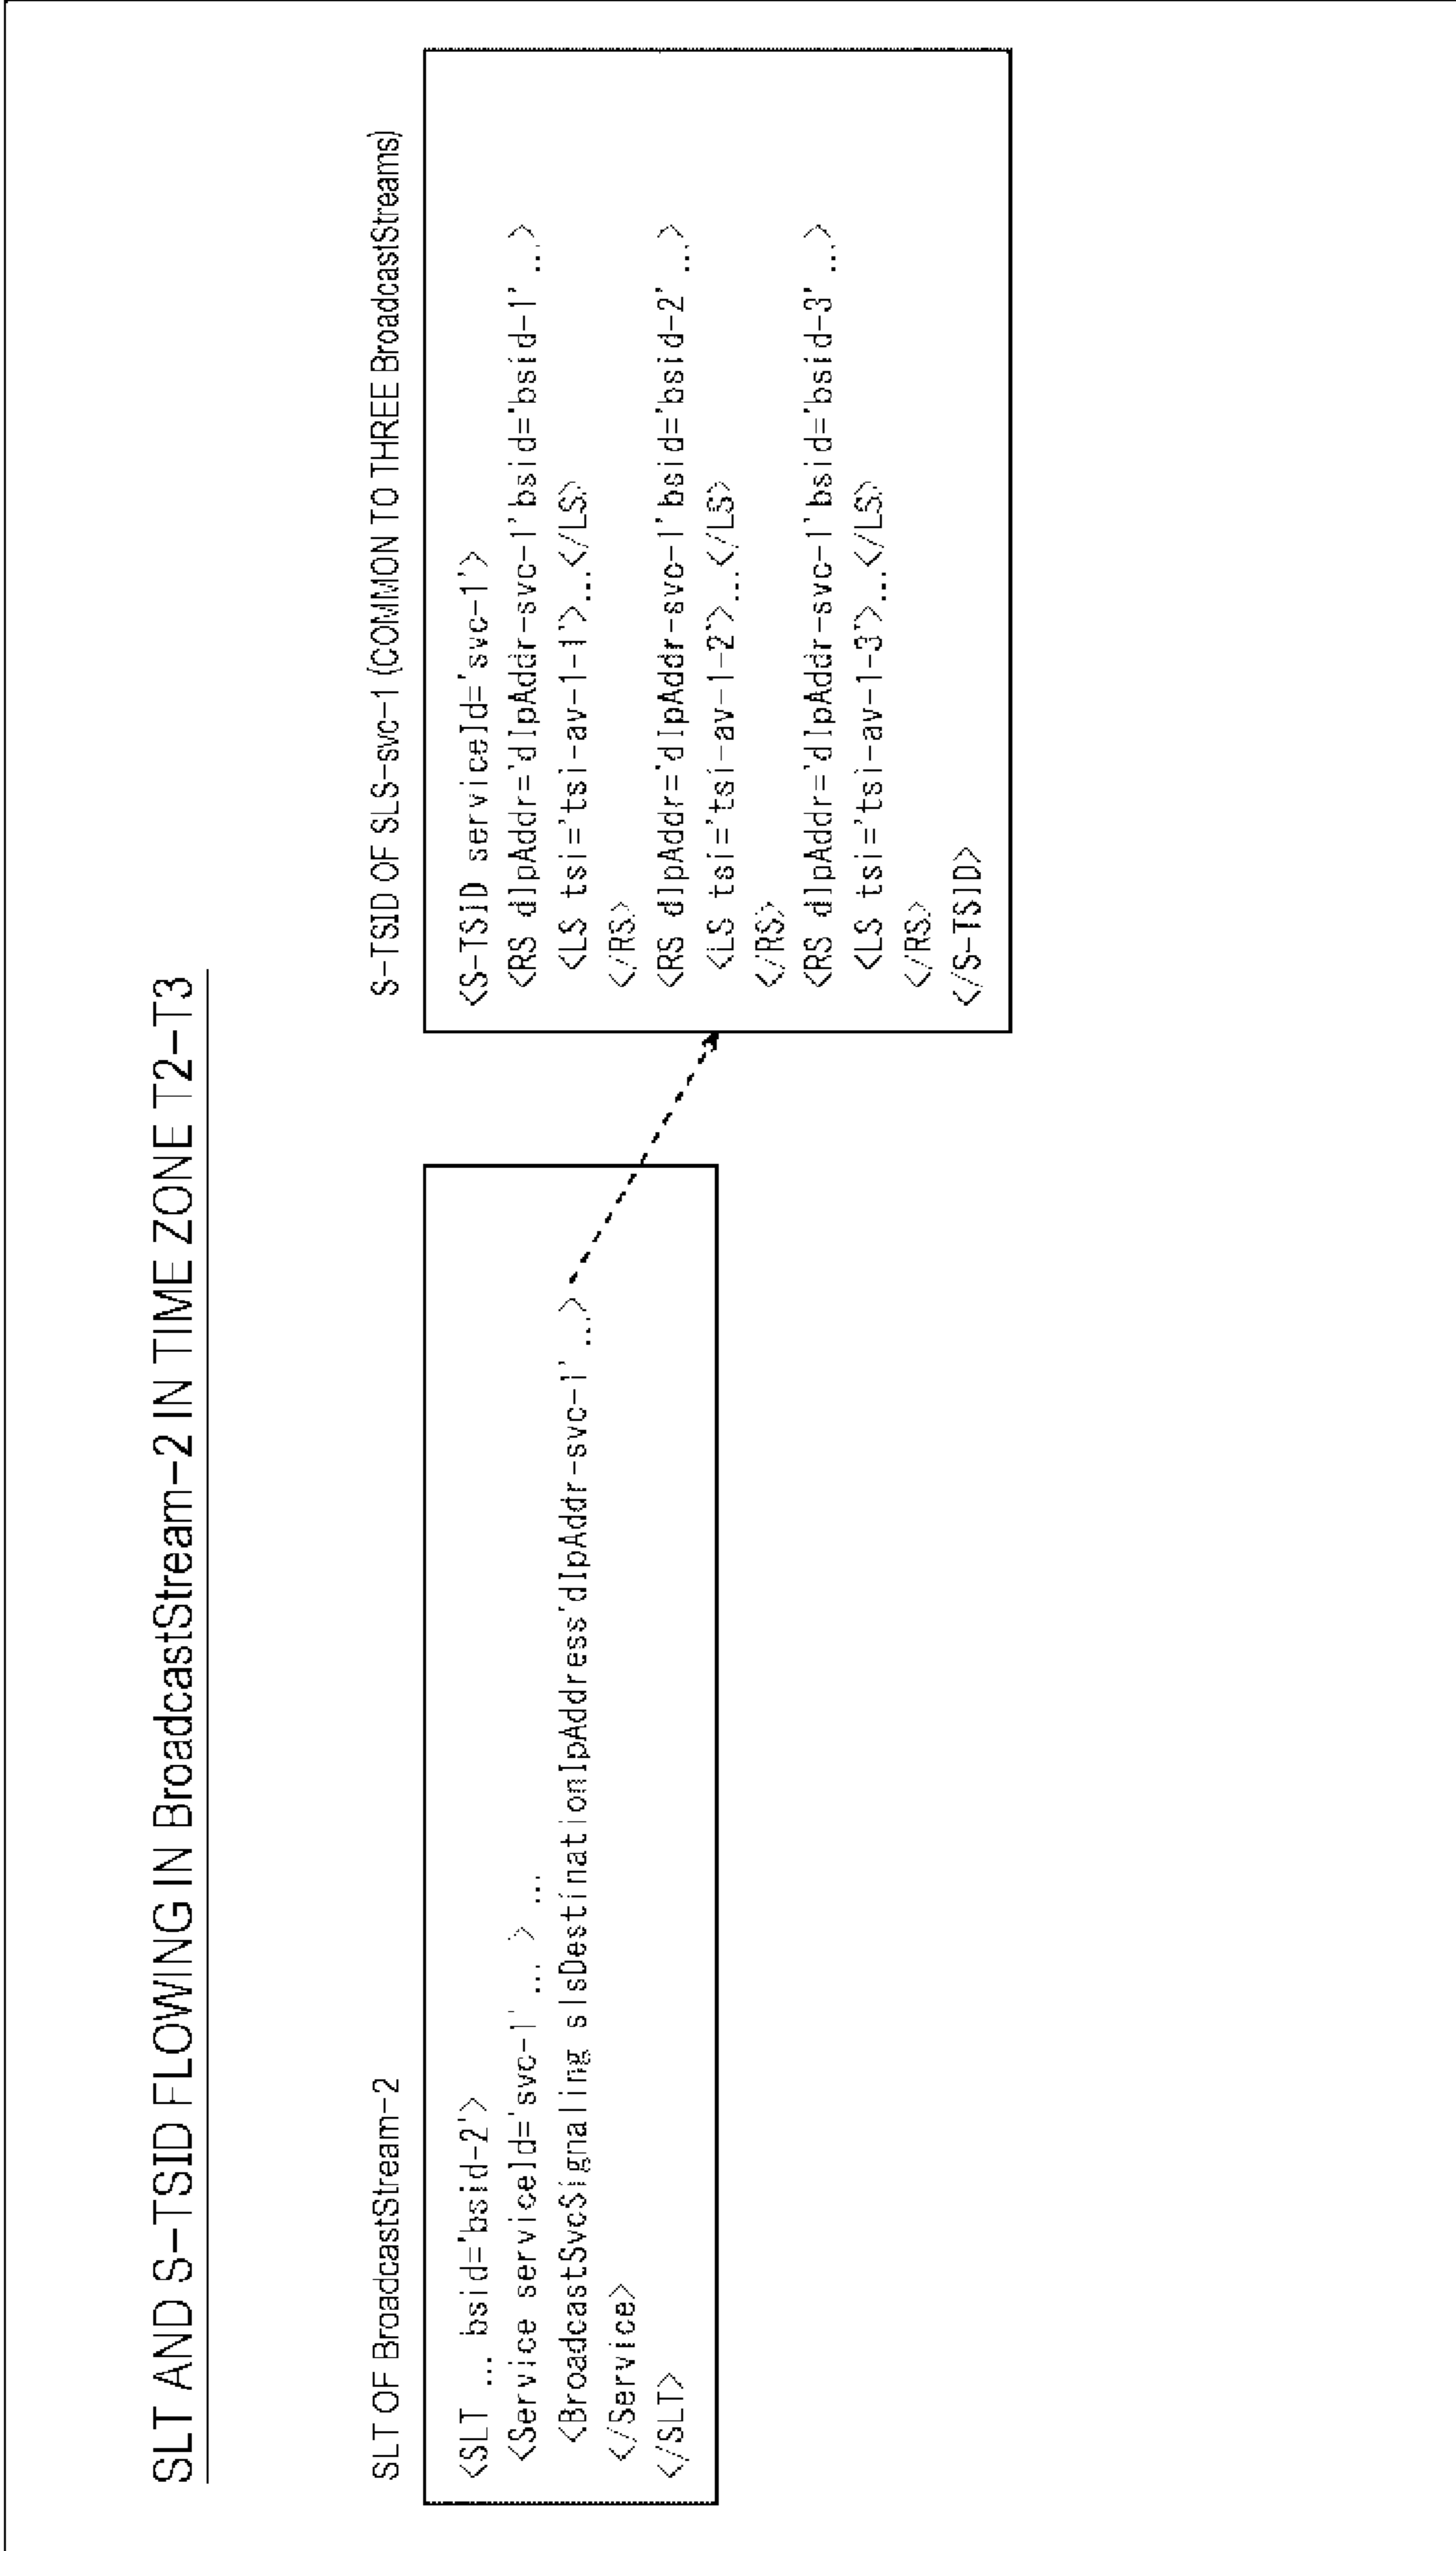 SLT AND S-TSID FLOWING IN BroadcastStream-2 IN TIME ZONE T2-T3
SLT OF BroadcastStream-2
<SLT ... bsid='bsid-2'>
<Service serviceId='svc-1' ... > ...
<BroadcastSvcSignaling slsDestinationIpAddress'dIpAddr-svc-1' ...>
</Service>
</SLT>
S-TSID OF SLS-svc-1 (COMMON TO THREE BroadcastStreams)
<S-TSID serviceId='svc-1'>
<RS dIpAddr='dIpAddr-svc-1' bsid='bsid-1' ...>
<LS tsi='tsi-av-1-1'>...</LS>
</RS>
<RS dIpAddr='dIpAddr-svc-1' bsid='bsid-2' ...>
<LS tsi='tsi-av-1-2'>...</LS>
</RS>
<RS dIpAddr='dIpAddr-svc-1' bsid='bsid-3' ...>
<LS tsi='tsi-av-1-3'>...</LS>
</RS>
</S-TSID>